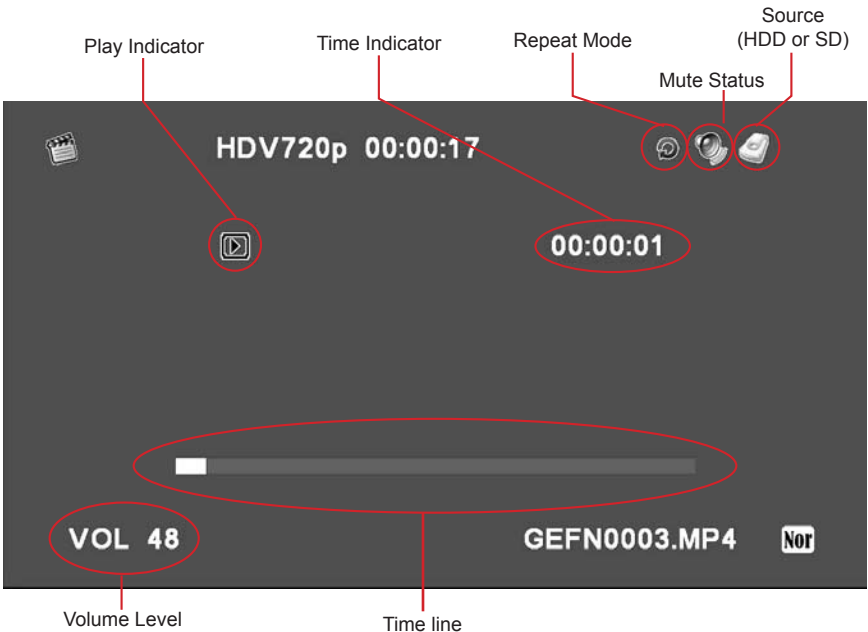 Source
(HDD or SD)
Play Indicator
Time Indicator
Repeat Mode
Mute Status
HDV720p 00:00:17
00:00:01
VOL 48
GEFN0003.MP4
Nor
Volume Level
Time line